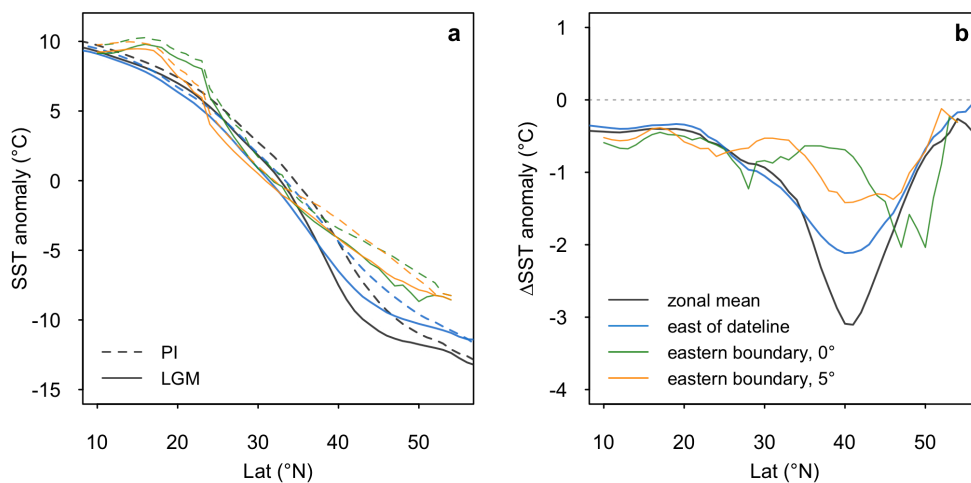 a
SST anomaly (°C)
10
5
0
-5
-10
-15
PI
LGM
10 20 30 40 50
Lat (°N)
b
ΔSST anomaly (°C)
1
0
-1
-2
-3
-4
zonal mean
east of dateline
eastern boundary, 0°
eastern boundary, 5°
10 20 30 40 50
Lat (°N)